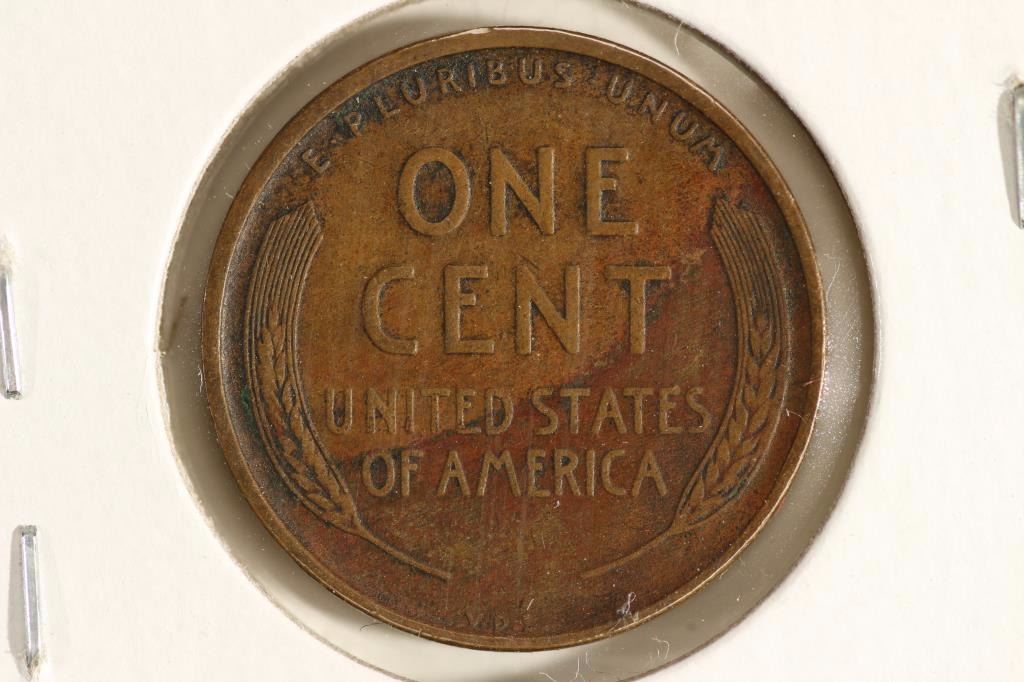 E·PLURIBUS·UNUM
ONE
CENT
UNITED STATES
OF AMERICA
V.D.